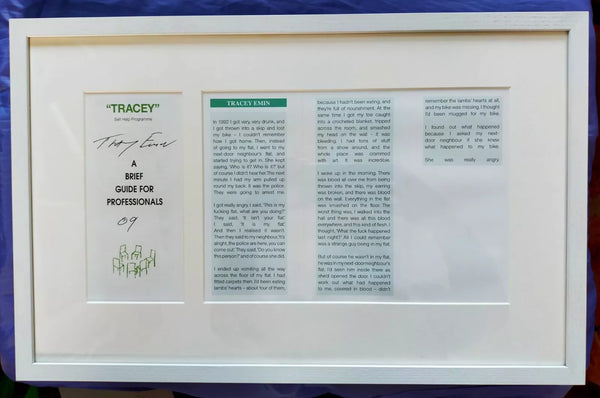 "TRACEY"
Self Help Programme
Tracey Emin
A
BRIEF
GUIDE FOR
PROFESSIONALS
09
TRACEY EMIN
In 1992 I got very, very drunk, and
I got thrown into a skip and lost
my bike – I couldn't remember
how I got home. Then, instead
of going to my flat, I went to my
next-door neighbours flat, and
started trying to get in. She kept
saying, 'Who is it? Who is it?' but
of course I didn't hear her. The next
minute I had my arm pulled up
round my back. It was the police.
They were going to arrest me.
I got really angry. I said, 'This is my
fucking flat, what are you doing?'
They said, 'It isn't your flat.'
I said, 'It is my flat.'
And then I realised it wasn't.
Then they said to my neighbour, 'It's
alright, the police are here, you can
come out'. They said, 'Do you know
this person?' and of course she did.
I ended up vomiting all the way
across the floor of my flat. I had
fitted carpets then. I'd been eating
lambs' hearts – about four of them,
because I hadn't been eating, and
they're full of nourishment. At the
same time I got my toe caught
into a crocheted blanket, tripped
across this room, and smashed
my head on the wall – it was
bleeding. I had tons of stuff
from a show around, and the
whole place was crammed
with art. It was incredible.
I woke up in the morning. There
was blood all over me from being
thrown into the skip, my earring
was broken, and there was blood
on the wall. Everything in the flat
was smashed on the floor. The
worst thing was, I walked into the
hall and there was all this blood
everywhere, and this kind of flesh. I
thought, 'What the fuck happened
last night?' All I could remember
was a strange guy being in my flat.
But of course he wasn't in my flat,
he was in my next-door neighbour's
flat. I'd seen him inside there as
she'd opened the door. I couldn't
work out what had happened
to me, covered in blood – didn't
remember the lambs' hearts at all,
and my bike was missing. I thought
I'd been mugged for my bike.
I found out what happened
because I asked my next-
door neighbour if she knew
what happened to my bike.
She was really angry.